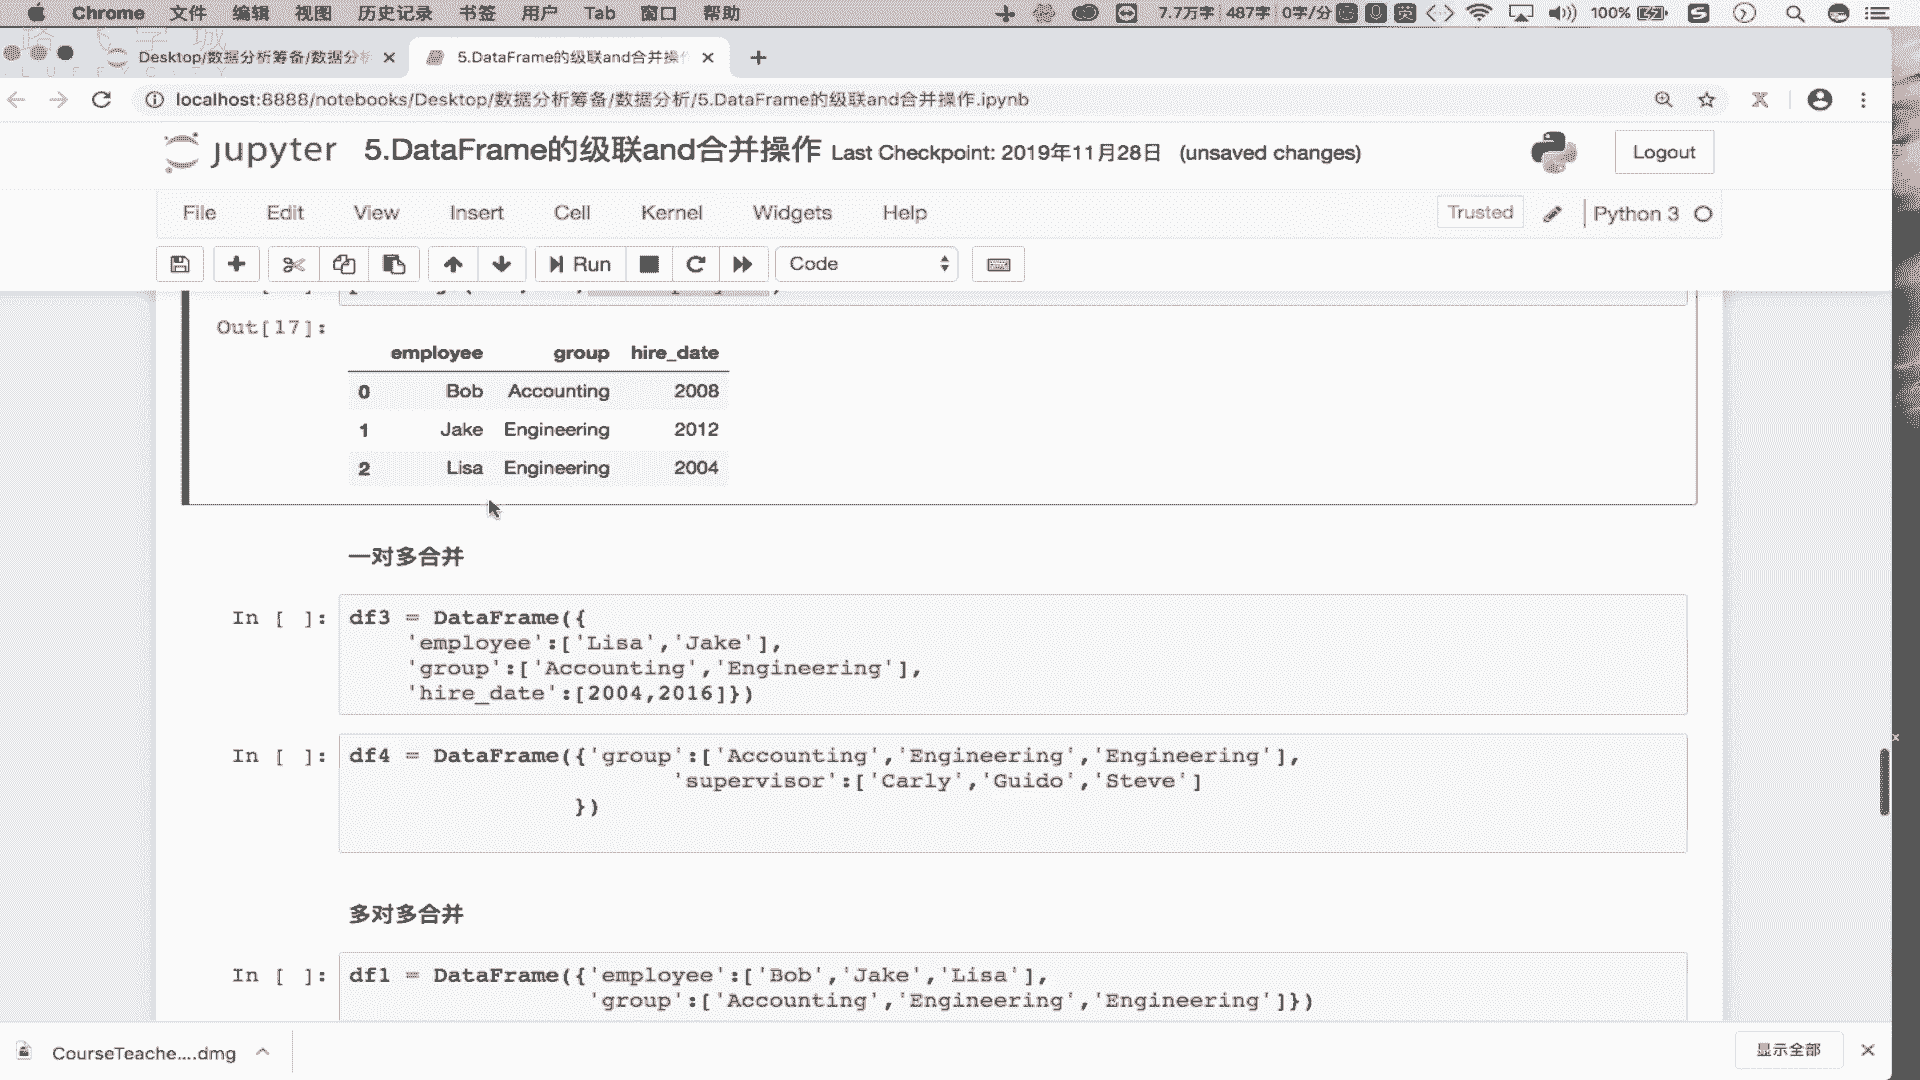 Chrome 文件 编辑 视图 历史记录 书签 用户 Tab 窗口 帮助 7.7万字 487字 0字/分 英 100%
Desktop/数据分析筹备/数据分析 5.DataFrame的级联and合并操作
localhost:8888/notebooks/Desktop/数据分析筹备/数据分析/5.DataFrame的级联and合并操作.ipynb
jupyter 5.DataFrame的级联and合并操作 Last Checkpoint: 2019年11月28日 (unsaved changes) Logout
File Edit View Insert Cell Kernel Widgets Help Trusted Python 3
Run Code
Out[17]:
employee group hire_date
0 Bob Accounting 2008
1 Jake Engineering 2012
2 Lisa Engineering 2004
一对多合并
In [ ]: df3 = DataFrame({
'employee':['Lisa','Jake'],
'group':['Accounting','Engineering'],
'hire_date':[2004,2016]})
In [ ]: df4 = DataFrame({'group':['Accounting','Engineering','Engineering'],
'supervisor':['Carly','Guido','Steve']
})
多对多合并
In [ ]: df1 = DataFrame({'employee':['Bob','Jake','Lisa'],
'group':['Accounting','Engineering','Engineering']})
CourseTeache....dmg 显示全部